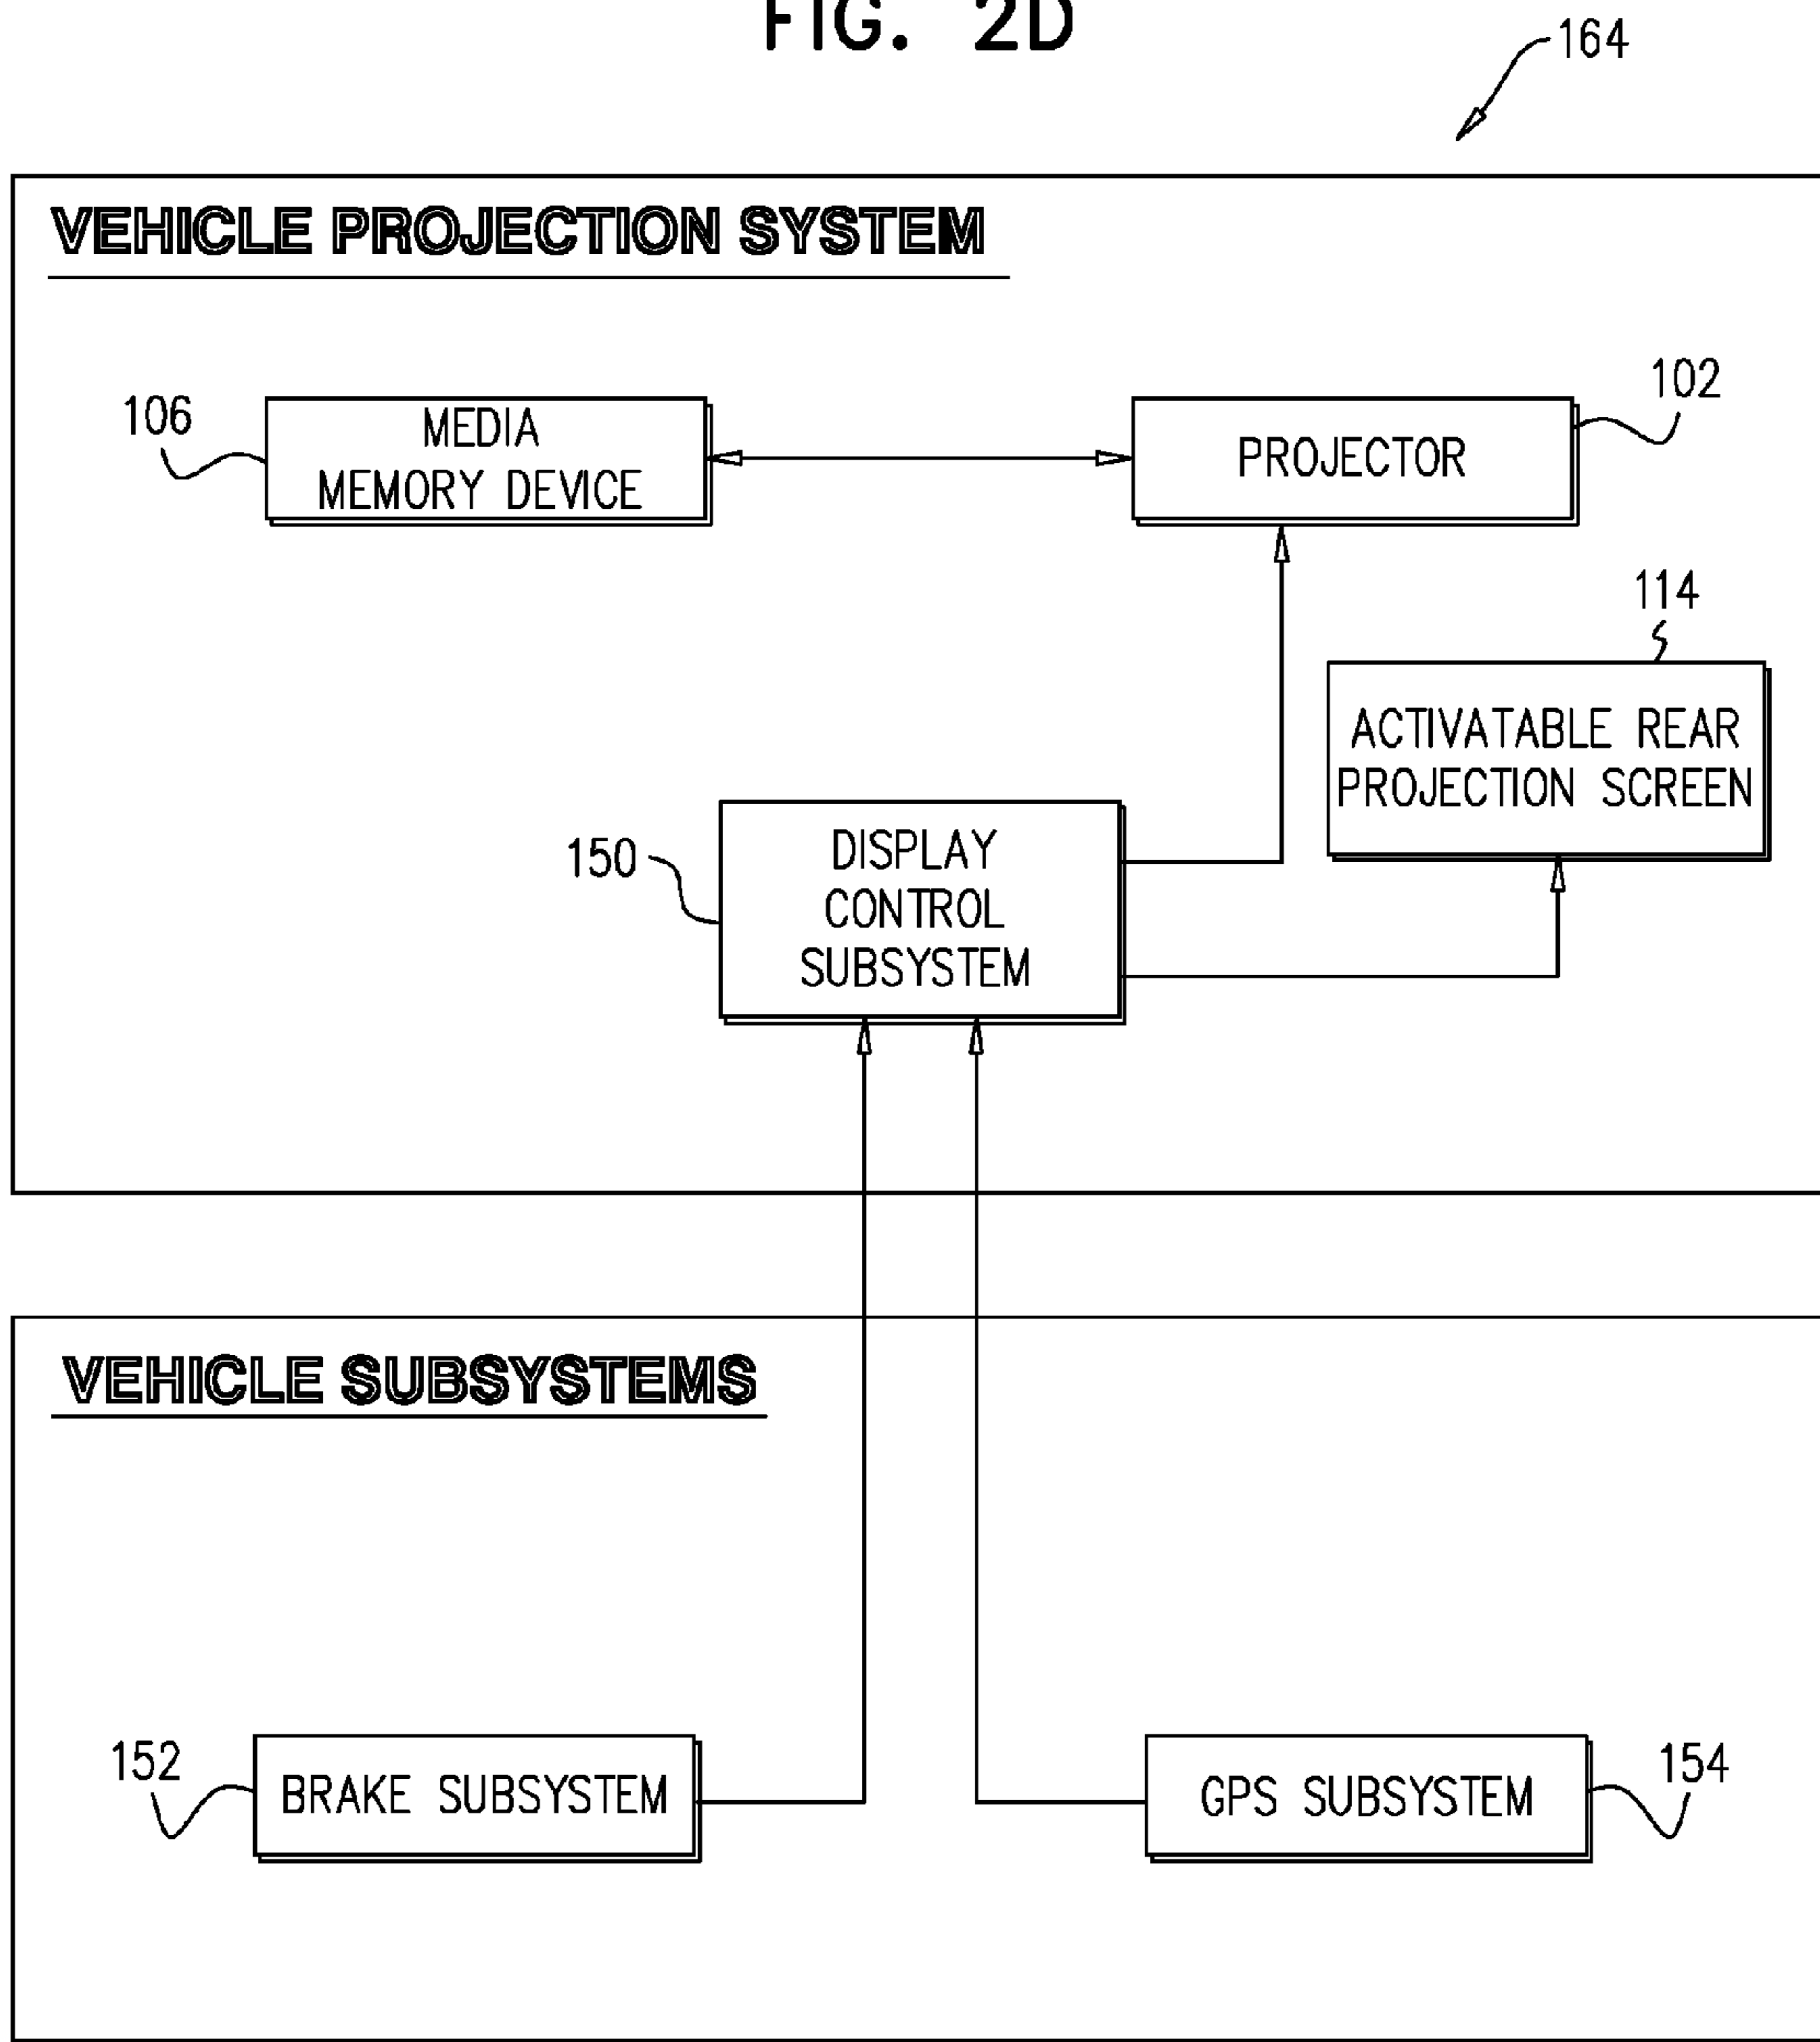 FIG. 2D
164
VEHICLE PROJECTION SYSTEM
106
MEDIA
MEMORY DEVICE
PROJECTOR
102
114
ACTIVATABLE REAR
PROJECTION SCREEN
150
DISPLAY
CONTROL
SUBSYSTEM
VEHICLE SUBSYSTEMS
152
BRAKE SUBSYSTEM
GPS SUBSYSTEM
154